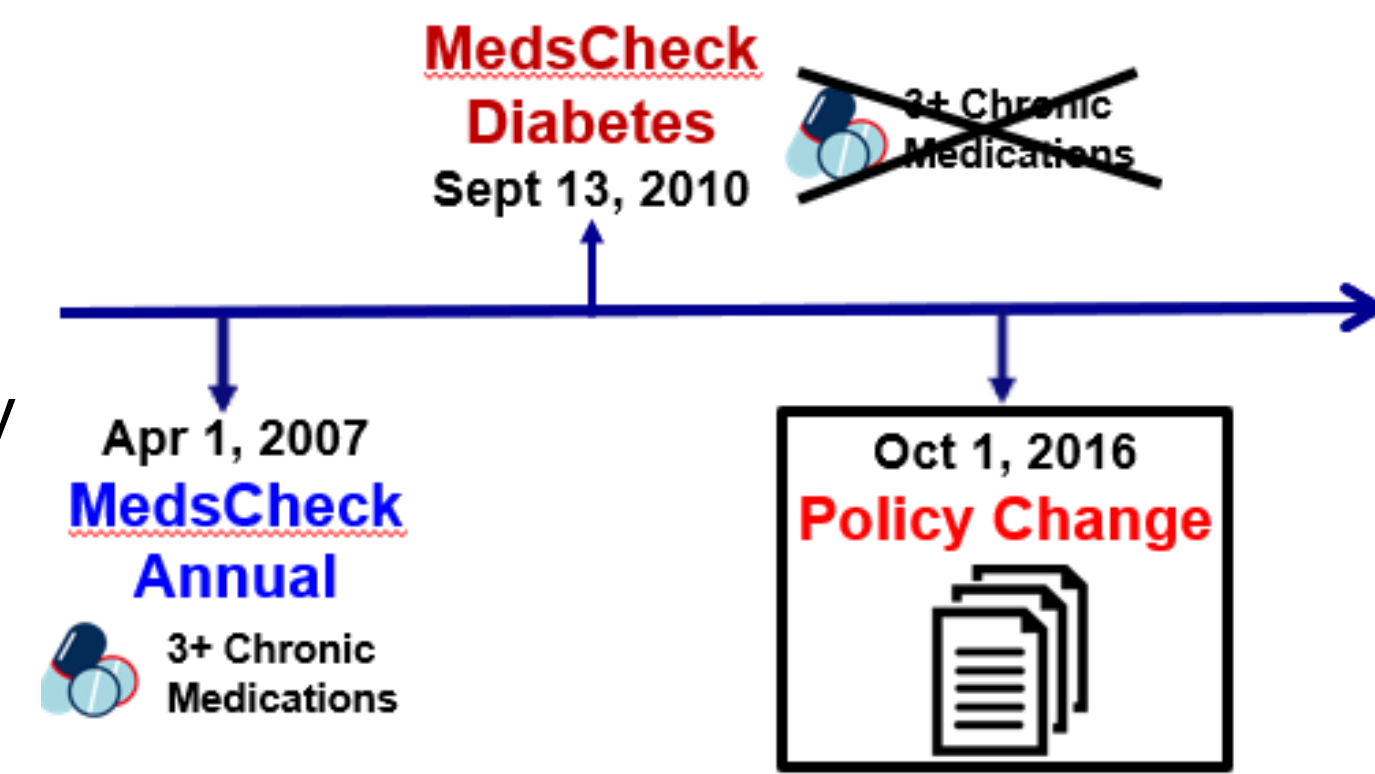 MedsCheck
Diabetes
Sept 13, 2010
3+ Chronic
Medications
Apr 1, 2007
MedsCheck
Annual
3+ Chronic
Medications
Oct 1, 2016
Policy Change